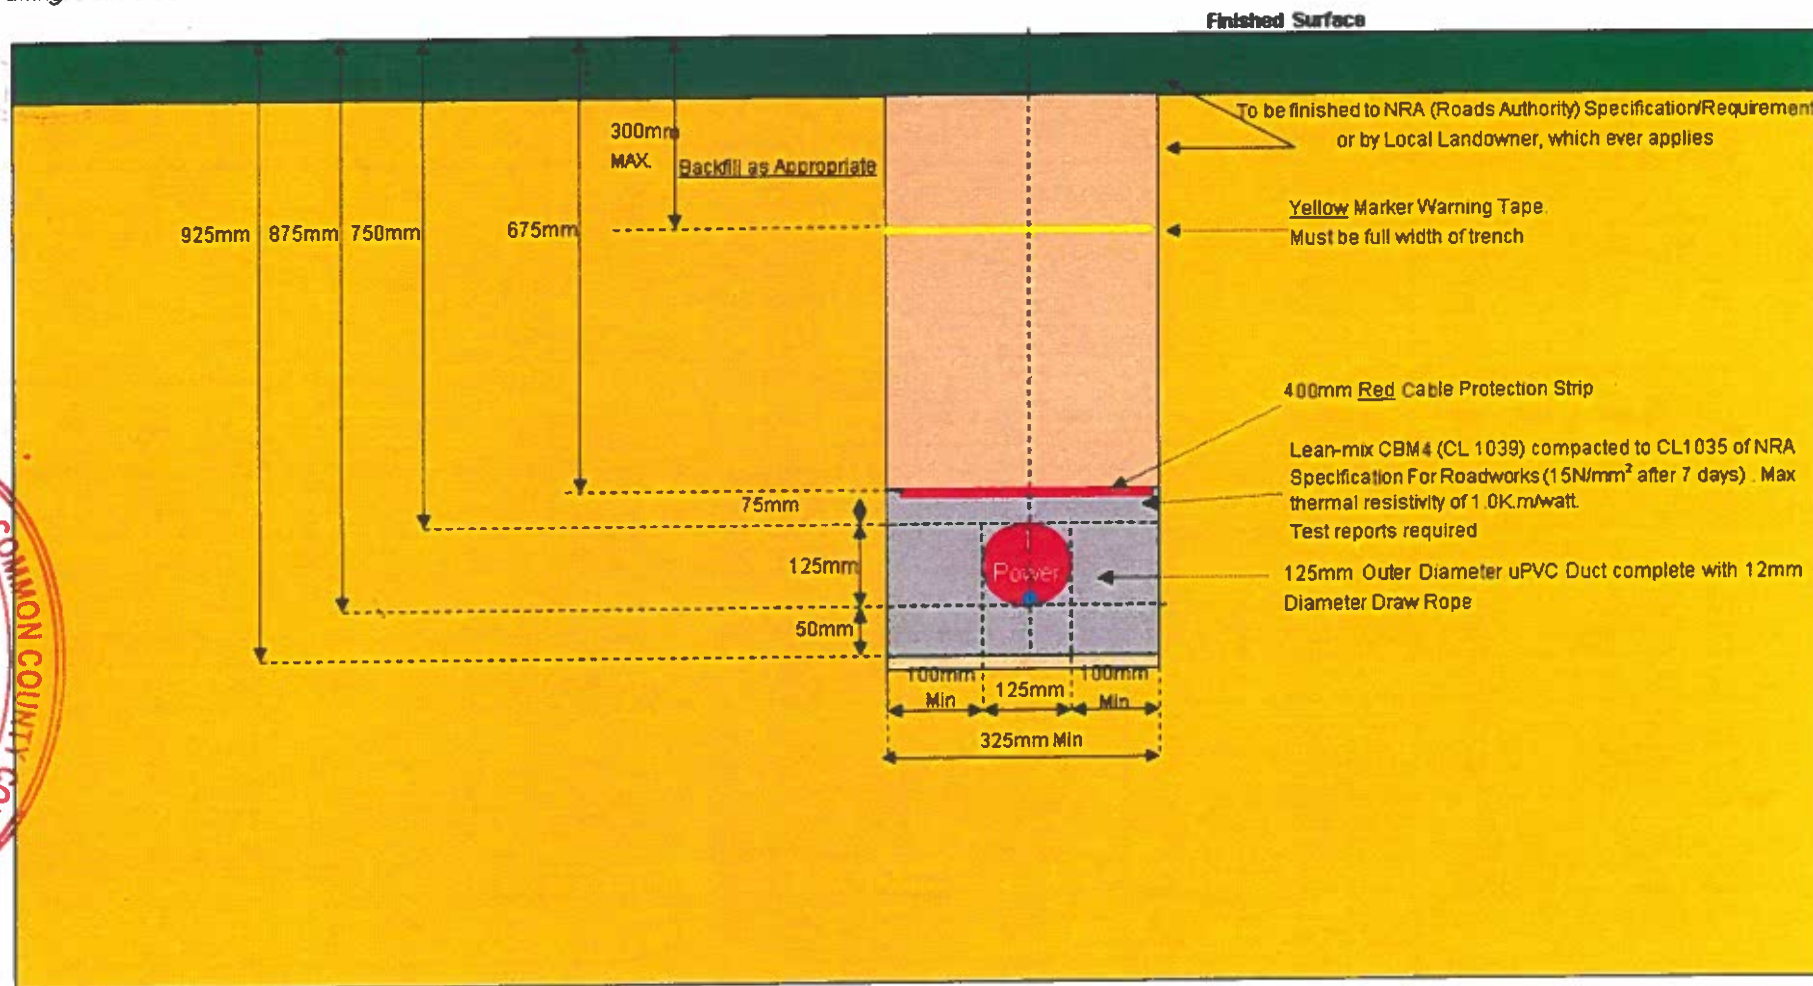 Finished Surface
To be finished to NRA (Roads Authority) Specification/Requirement
or by Local Landowner, which ever applies
300mm
MAX.
Backfill as Appropriate
Yellow Marker Warning Tape.
Must be full width of trench
925mm
875mm
750mm
675mm
400mm Red Cable Protection Strip
Lean-mix CBM4 (CL 1039) compacted to CL1035 of NRA
Specification For Roadworks (15N/mm² after 7 days). Max
thermal resistivity of 1.0K.m/watt.
Test reports required
75mm
125mm
Power
125mm Outer Diameter uPVC Duct complete with 12mm
Diameter Draw Rope
50mm
100mm
Min
125mm
100mm
Min
325mm Min
COMMON COUNTY CO